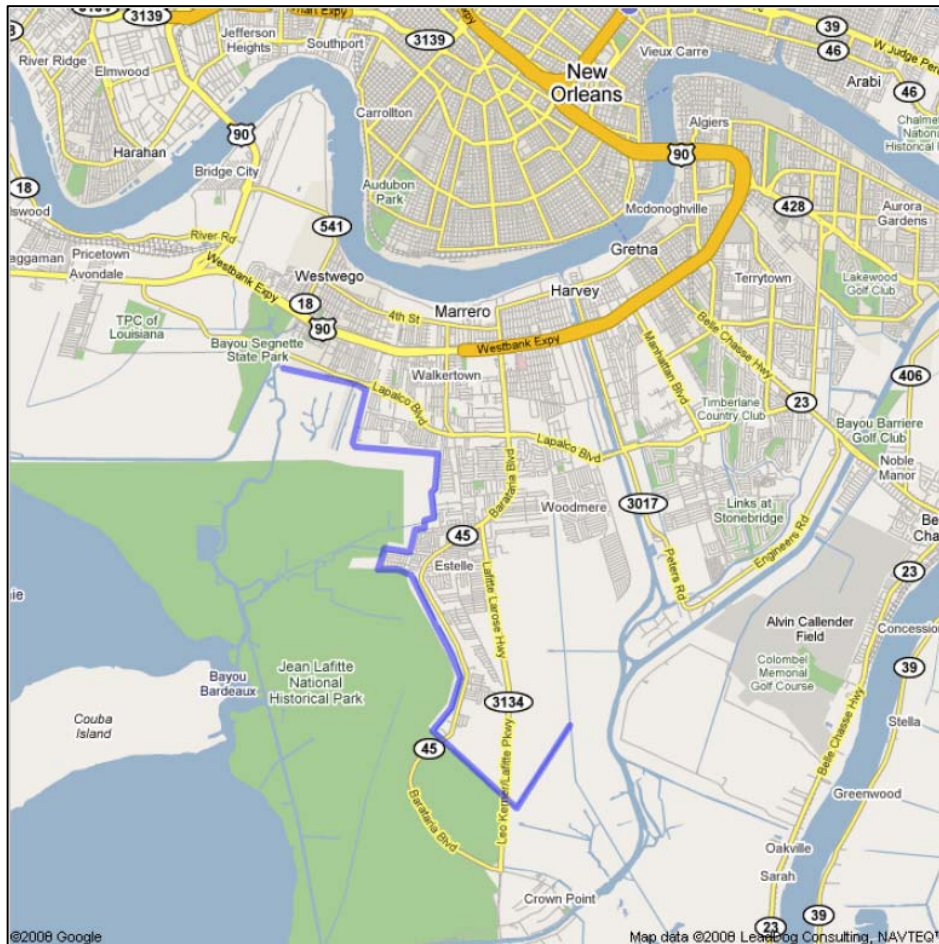 3139
Jefferson
Heights
Southport
3139
39
46
W Judge Per
River Ridge
Elmwood
New
Orleans
Vieux Carre
Arabi
46
Carrollton
Chalmet
National
Historical P
90
Harahan
Bridge City
Algiers
90
18
Audubon
Park
541
Mcdonoghville
428
Aurora
Gardens
River Rd
Pricetown
Avondale
Gretna
Westbank Expy
Westwego
Terrytown
Lakewood
Golf Club
Harvey
18
Marrero
4th St
TPC of
Louisiana
90
Bayou Segnette
State Park
Westbank Expy
Belle Chasse Hwy
Manhattan Blvd
Walkertown
406
Lapalco Blvd
Timberlane
Country Club
23
Bayou Barriere
Golf Club
Lapalco Blvd
Barataria Blvd
Noble
Manor
3017
Woodmere
Links at
Stonebridge
45
Estelle
Engineers Rd
Lafitte Larose Hwy
Peters Rd
23
Alvin Callender
Field
Concession
Colombel
Memorial
Golf Course
39
Jean Lafitte
National
Historical Park
Bayou
Bardeaux
3134
Couba
Island
Stella
45
Belle Chasse Hwy
Leo Kerner/Lafitte Pkwy
Greenwood
Barataria Blvd
Oakville
Sarah
Crown Point
39
23
©2008 Google
Map data ©2008 LeadDog Consulting, NAVTEQ